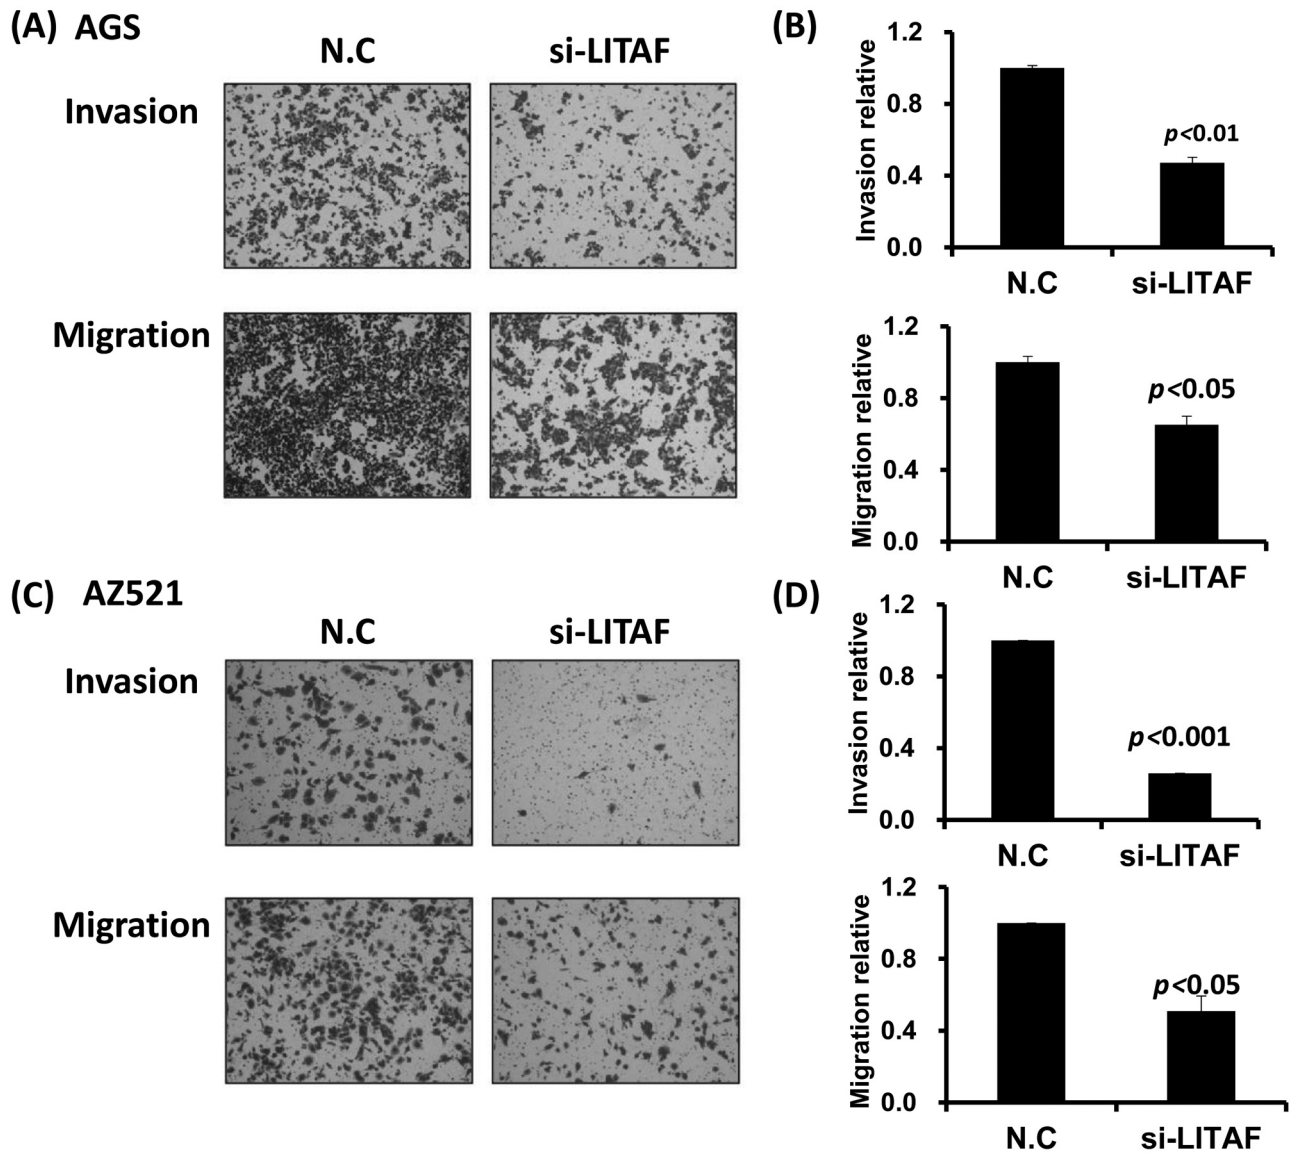 (A) AGS
N.C si-LITAF
Invasion
Migration
(B)
1.2
0.8
0.4
0.0
Invasion relative
p<0.01
N.C si-LITAF
1.2
0.8
0.4
0.0
Migration relative
p<0.05
N.C si-LITAF
(C) AZ521
N.C si-LITAF
Invasion
Migration
(D)
1.2
0.8
0.4
0.0
Invasion relative
p<0.001
N.C si-LITAF
1.2
0.8
0.4
0.0
Migration relative
p<0.05
N.C si-LITAF